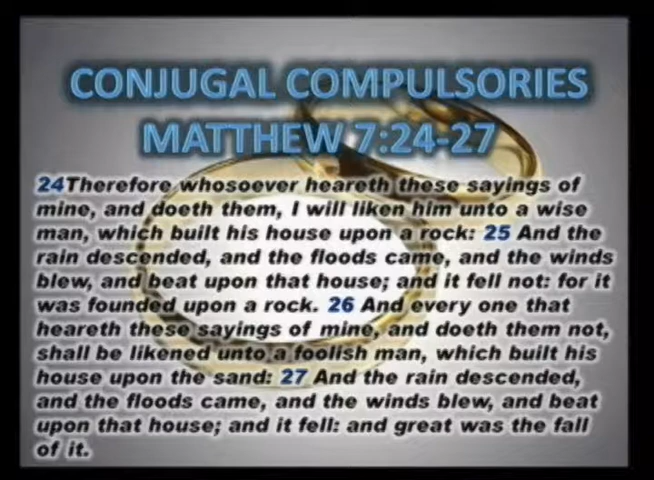 CONJUGAL COMPULSORIES
MATTHEW 7:24-27
24Therefore whosoever heareth these sayings of
mine, and doeth them, I will liken him unto a wise
man, which built his house upon a rock: 25 And the
rain descended, and the floods came, and the winds
blew, and beat upon that house; and it fell not: for it
was founded upon a rock. 26 And every one that
heareth these sayings of mine, and doeth them not,
shall be likened unto a foolish man, which built his
house upon the sand: 27 And the rain descended,
and the floods came, and the winds blew, and beat
upon that house; and it fell: and great was the fall
of it.